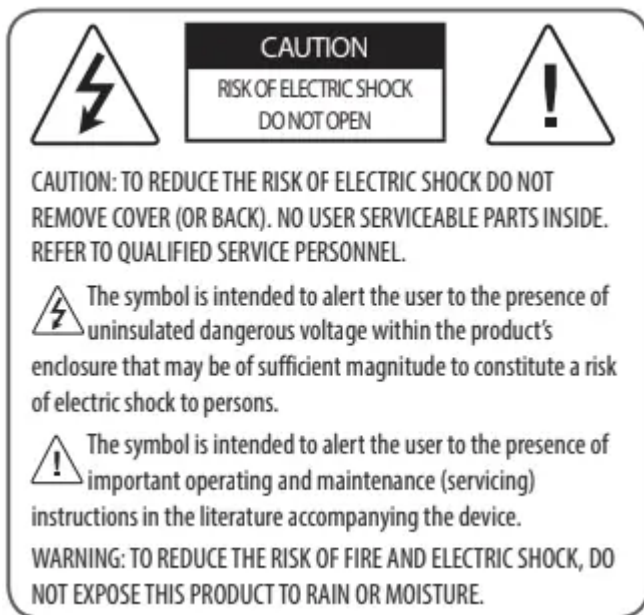 CAUTION
RISK OF ELECTRIC SHOCK
DO NOT OPEN
!
CAUTION: TO REDUCE THE RISK OF ELECTRIC SHOCK DO NOT
REMOVE COVER (OR BACK). NO USER SERVICEABLE PARTS INSIDE.
REFER TO QUALIFIED SERVICE PERSONNEL.
The symbol is intended to alert the user to the presence of
uninsulated dangerous voltage within the product's
enclosure that may be of sufficient magnitude to constitute a risk
of electric shock to persons.
! The symbol is intended to alert the user to the presence of
important operating and maintenance (servicing)
instructions in the literature accompanying the device.
WARNING: TO REDUCE THE RISK OF FIRE AND ELECTRIC SHOCK, DO
NOT EXPOSE THIS PRODUCT TO RAIN OR MOISTURE.